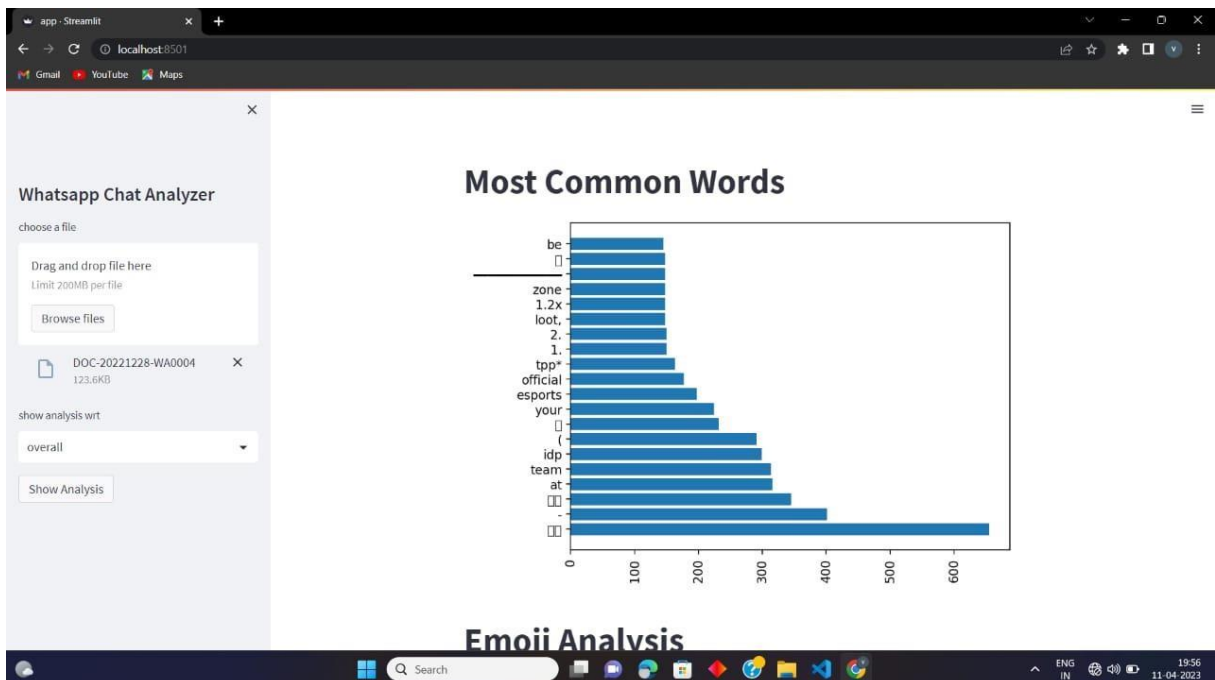 app · Streamlit
localhost:8501
Gmail YouTube Maps
Whatsapp Chat Analyzer
choose a file
Drag and drop file here
Limit 200MB per file
Browse files
DOC-20221228-WA0004
123.6KB
show analysis wrt
overall
Show Analysis
Most Common Words
be
▯
__________
zone
1.2x
loot,
2.
1.
tpp*
official
esports
your
▯
(
idp
team
at
▯▯
-
▯▯
0 100 200 300 400 500 600
Emoji Analysis
Search
ENG
IN
19:56
11-04-2023
V